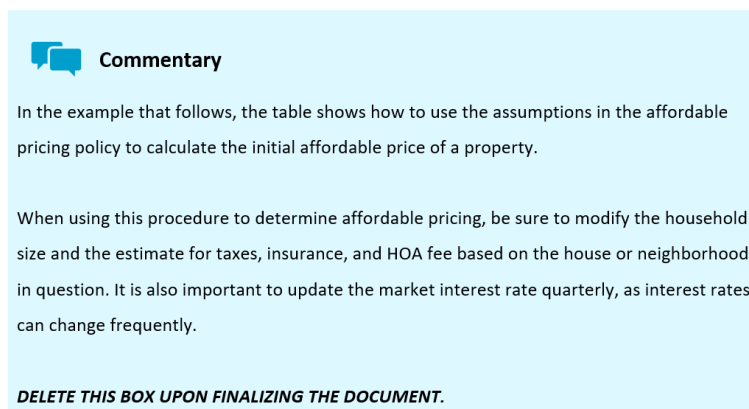 Commentary
In the example that follows, the table shows how to use the assumptions in the affordable
pricing policy to calculate the initial affordable price of a property.
When using this procedure to determine affordable pricing, be sure to modify the household
size and the estimate for taxes, insurance, and HOA fee based on the house or neighborhood
in question. It is also important to update the market interest rate quarterly, as interest rates
can change frequently.
DELETE THIS BOX UPON FINALIZING THE DOCUMENT.